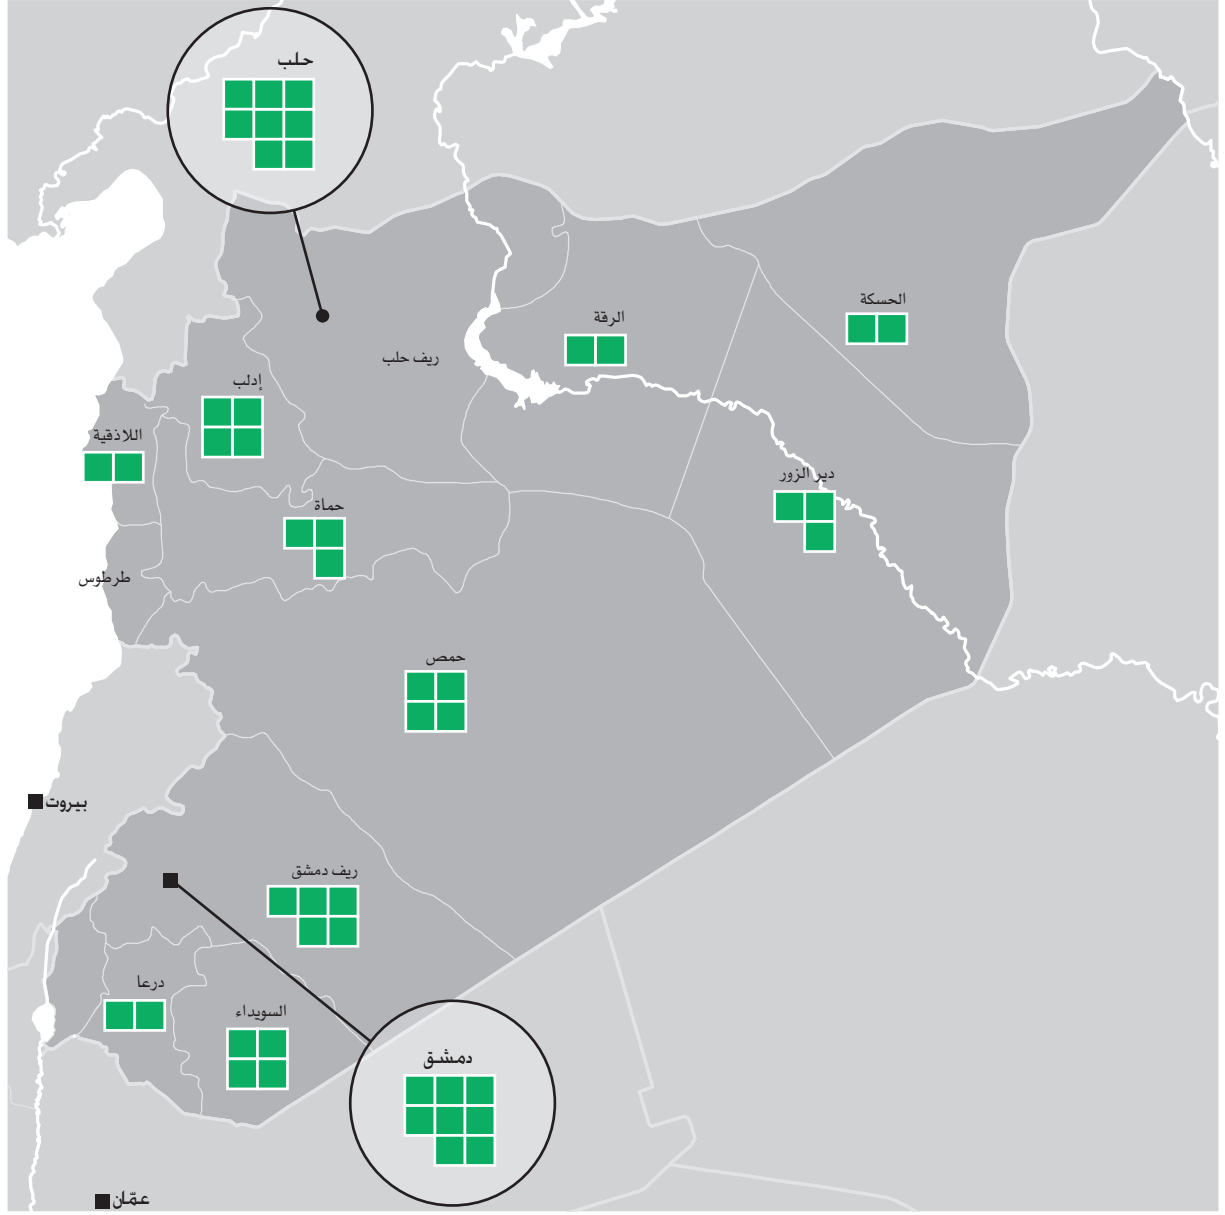 حلب
الحسكة
الرقة
ريف حلب
إدلب
اللاذقية
دير الزور
حماة
طرطوس
حمص
بيروت
ريف دمشق
درعا
السويداء
دمشق
عمّان